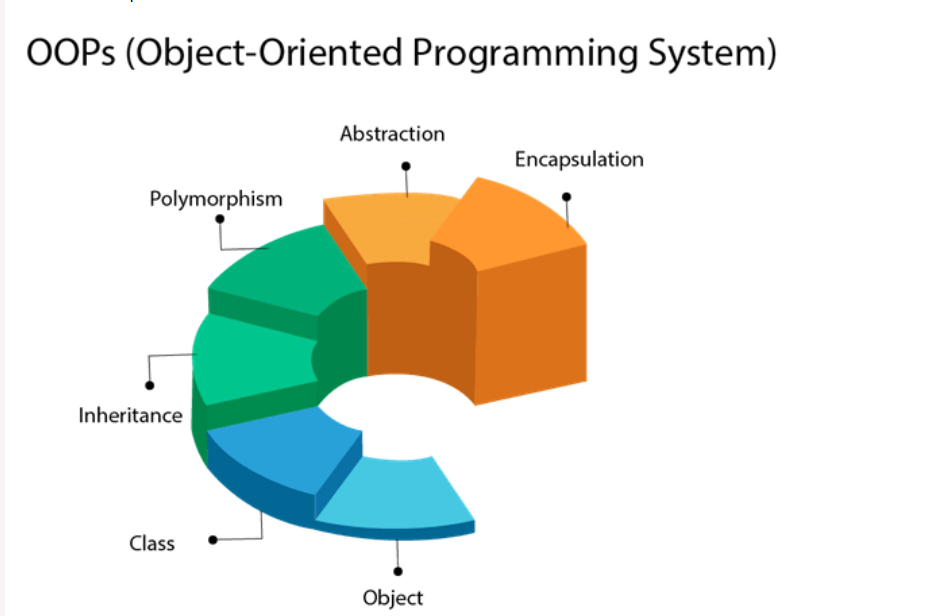 OOPs (Object-Oriented Programming System)
Abstraction
Encapsulation
Polymorphism
Inheritance
Class
Object